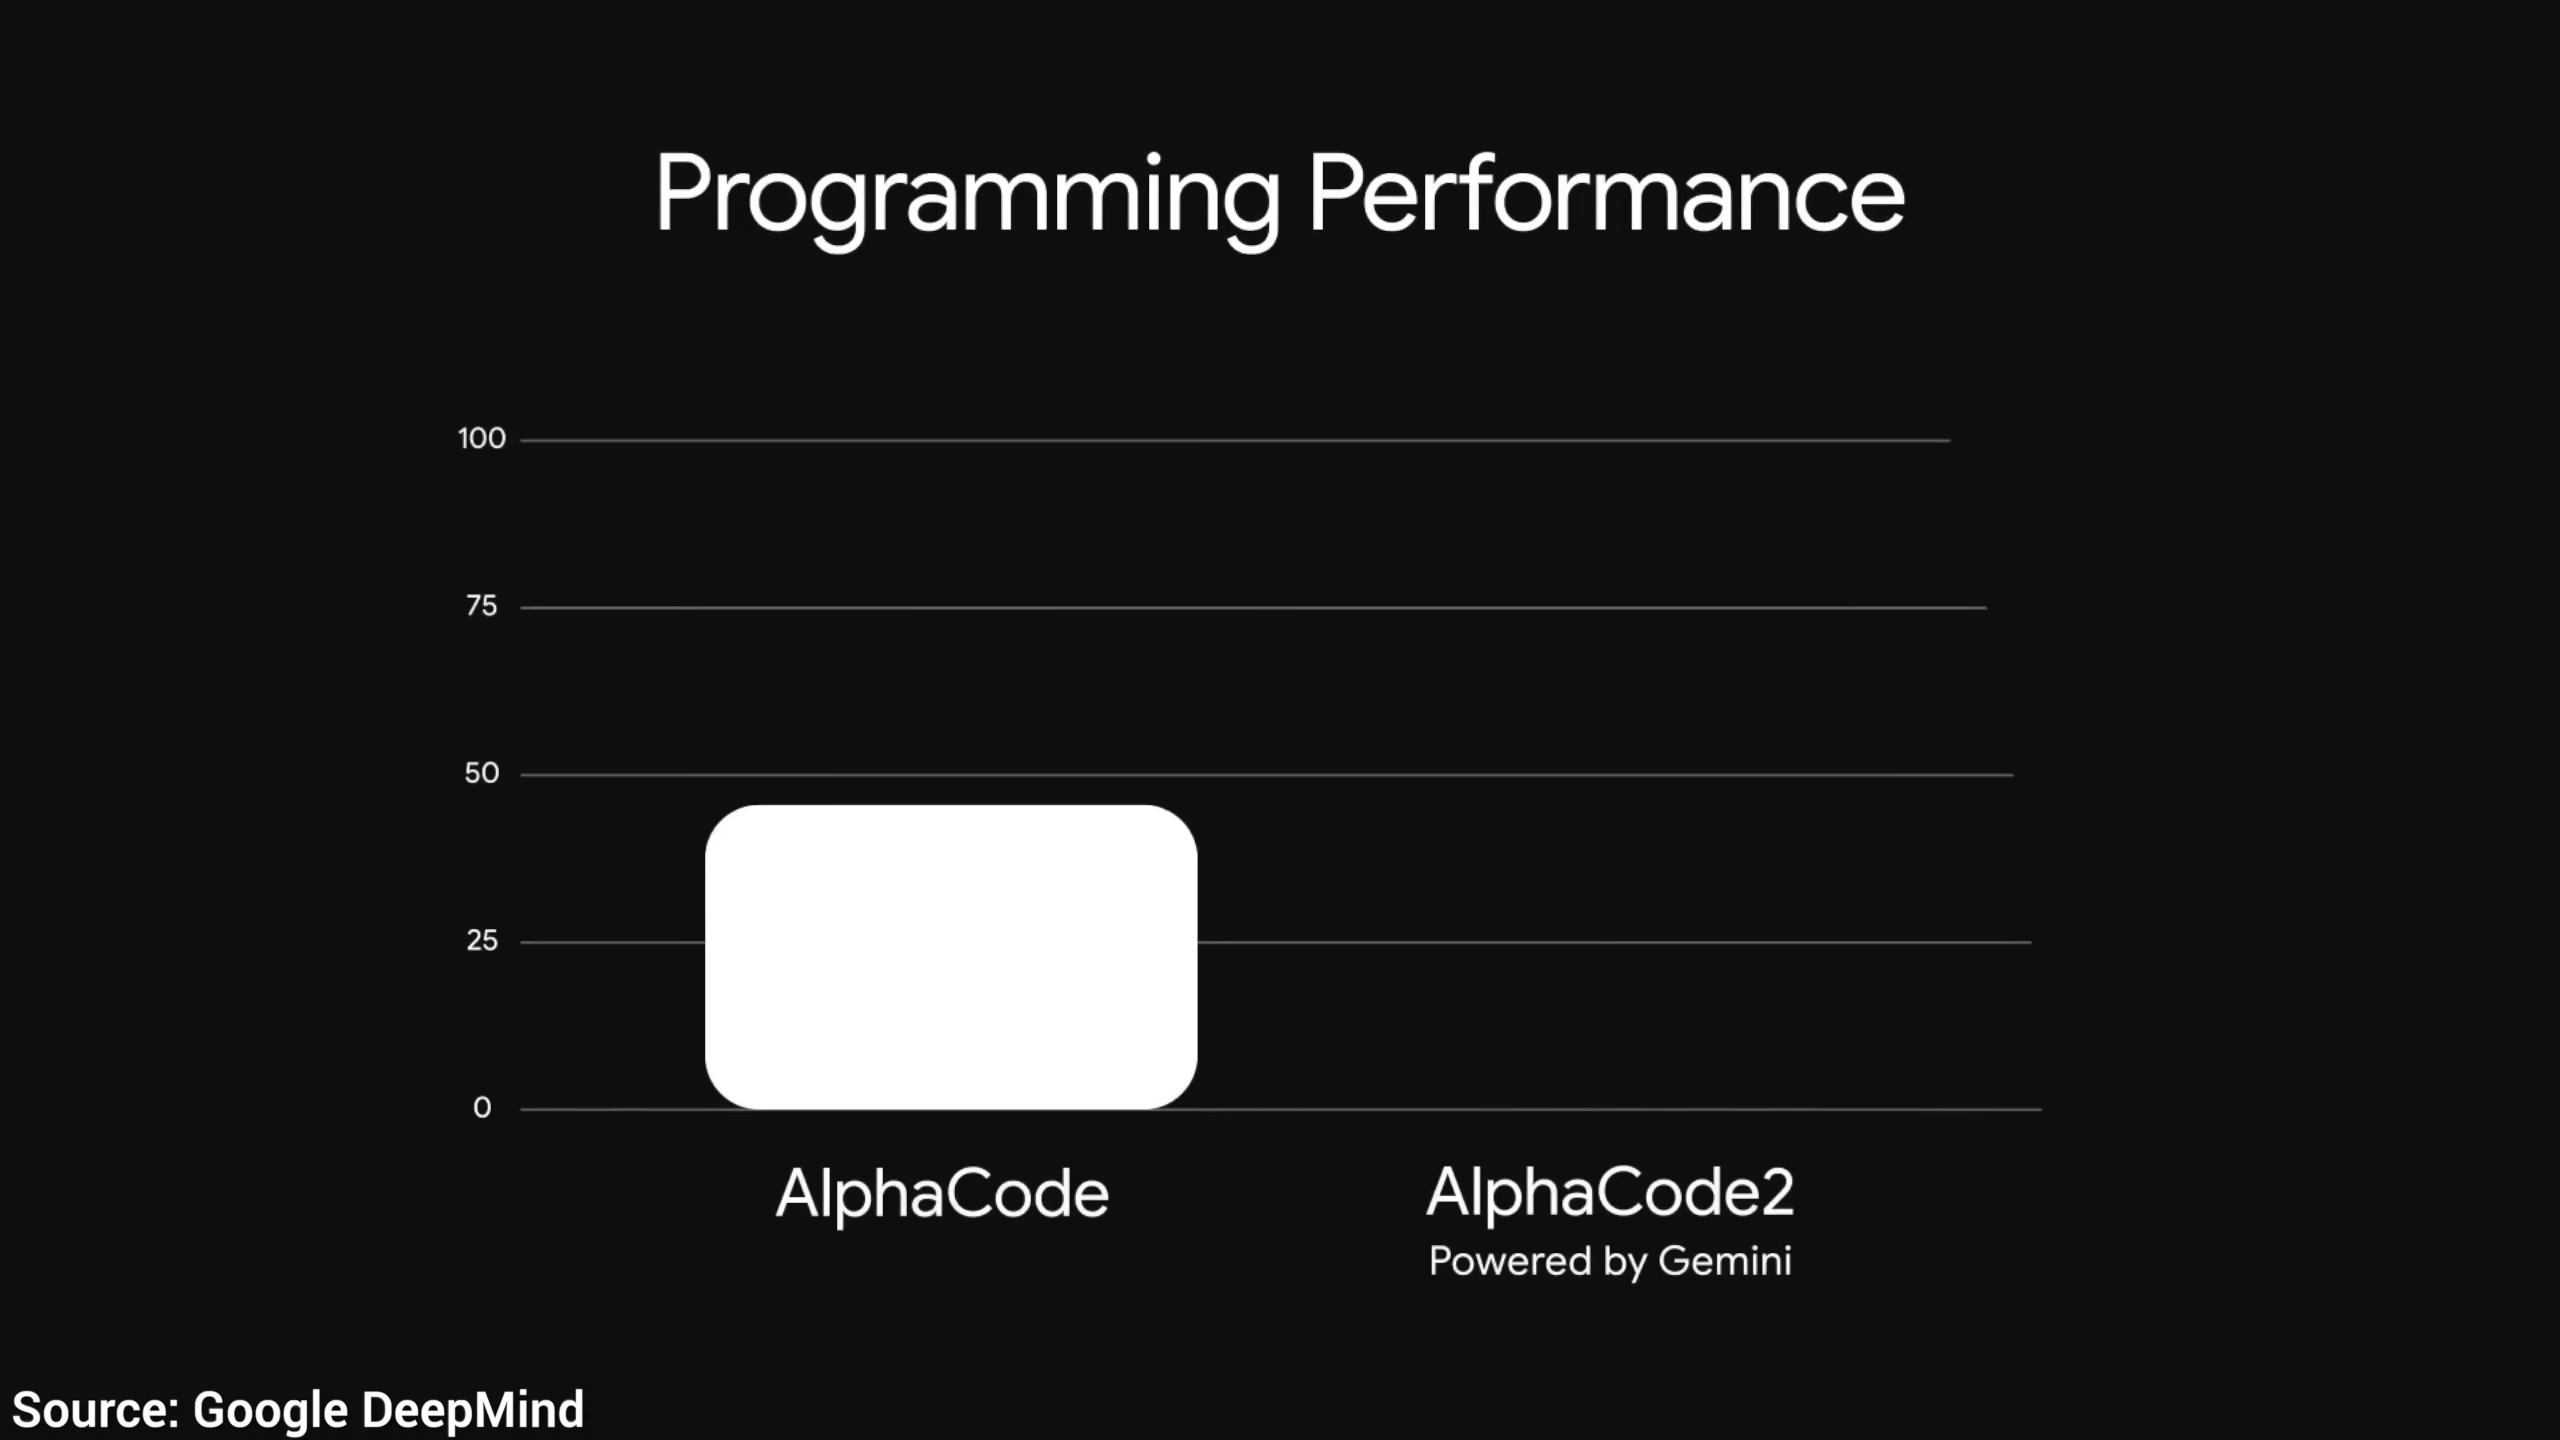 Programming Performance
100
75
50
25
0
AlphaCode
AlphaCode2
Powered by Gemini
Source: Google DeepMind